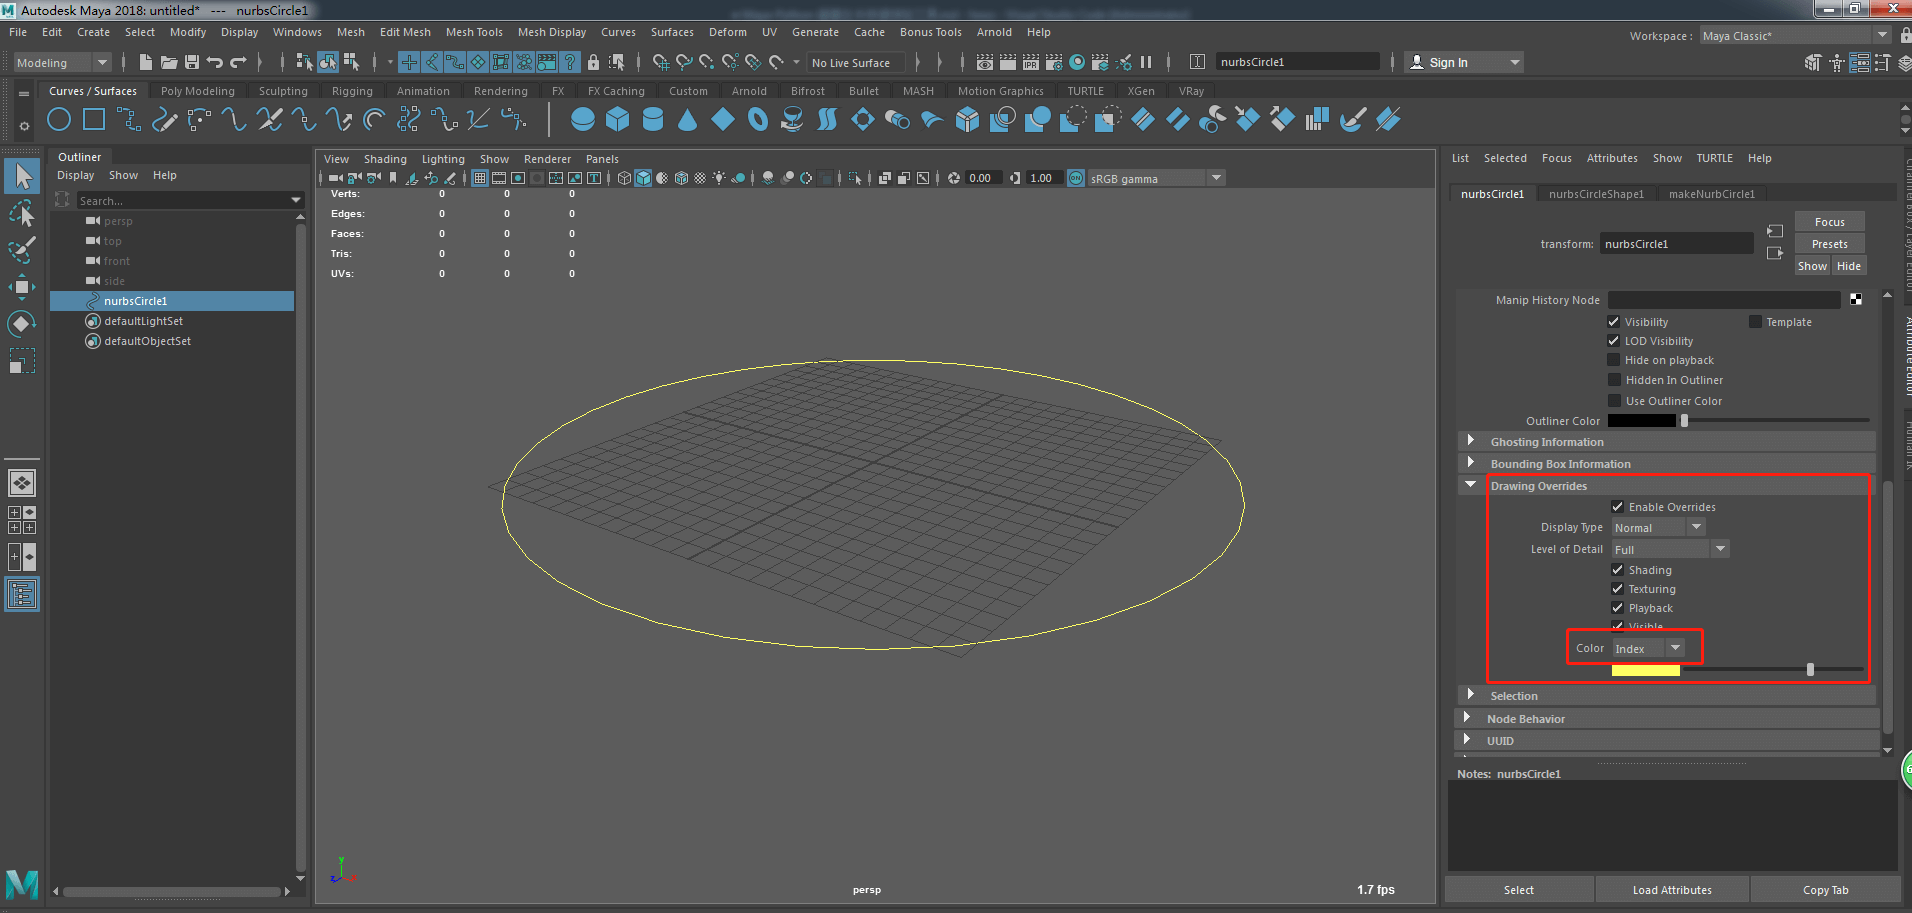 Autodesk Maya 2018: untitled* --- nurbsCircle1
File Edit Create Select Modify Display Windows Mesh Edit Mesh Mesh Tools Mesh Display Curves Surfaces Deform UV Generate Cache Bonus Tools Arnold Help
Workspace : Maya Classic*
Modeling No Live Surface nurbsCircle1 Sign In
Curves / Surfaces Poly Modeling Sculpting Rigging Animation Rendering FX FX Caching Custom Arnold Bifrost Bullet MASH Motion Graphics TURTLE XGen VRay
Outliner
Display Show Help
Search...
persp
top
front
side
nurbsCircle1
defaultLightSet
defaultObjectSet
View Shading Lighting Show Renderer Panels
0.00 1.00 ON sRGB gamma
Verts: 0 0 0
Edges: 0 0 0
Faces: 0 0 0
Tris: 0 0 0
UVs: 0 0 0
y
z
persp
1.7 fps
List Selected Focus Attributes Show TURTLE Help
nurbsCircle1 nurbsCircleShape1 makeNurbCircle1
transform: nurbsCircle1
Focus
Presets
Show Hide
Manip History Node
Visibility Template
LOD Visibility
Hide on playback
Hidden In Outliner
Use Outliner Color
Outliner Color
Ghosting Information
Bounding Box Information
Drawing Overrides
Enable Overrides
Display Type Normal
Level of Detail Full
Shading
Texturing
Playback
Visible
Color Index
Selection
Node Behavior
UUID
Notes: nurbsCircle1
Select Load Attributes Copy Tab